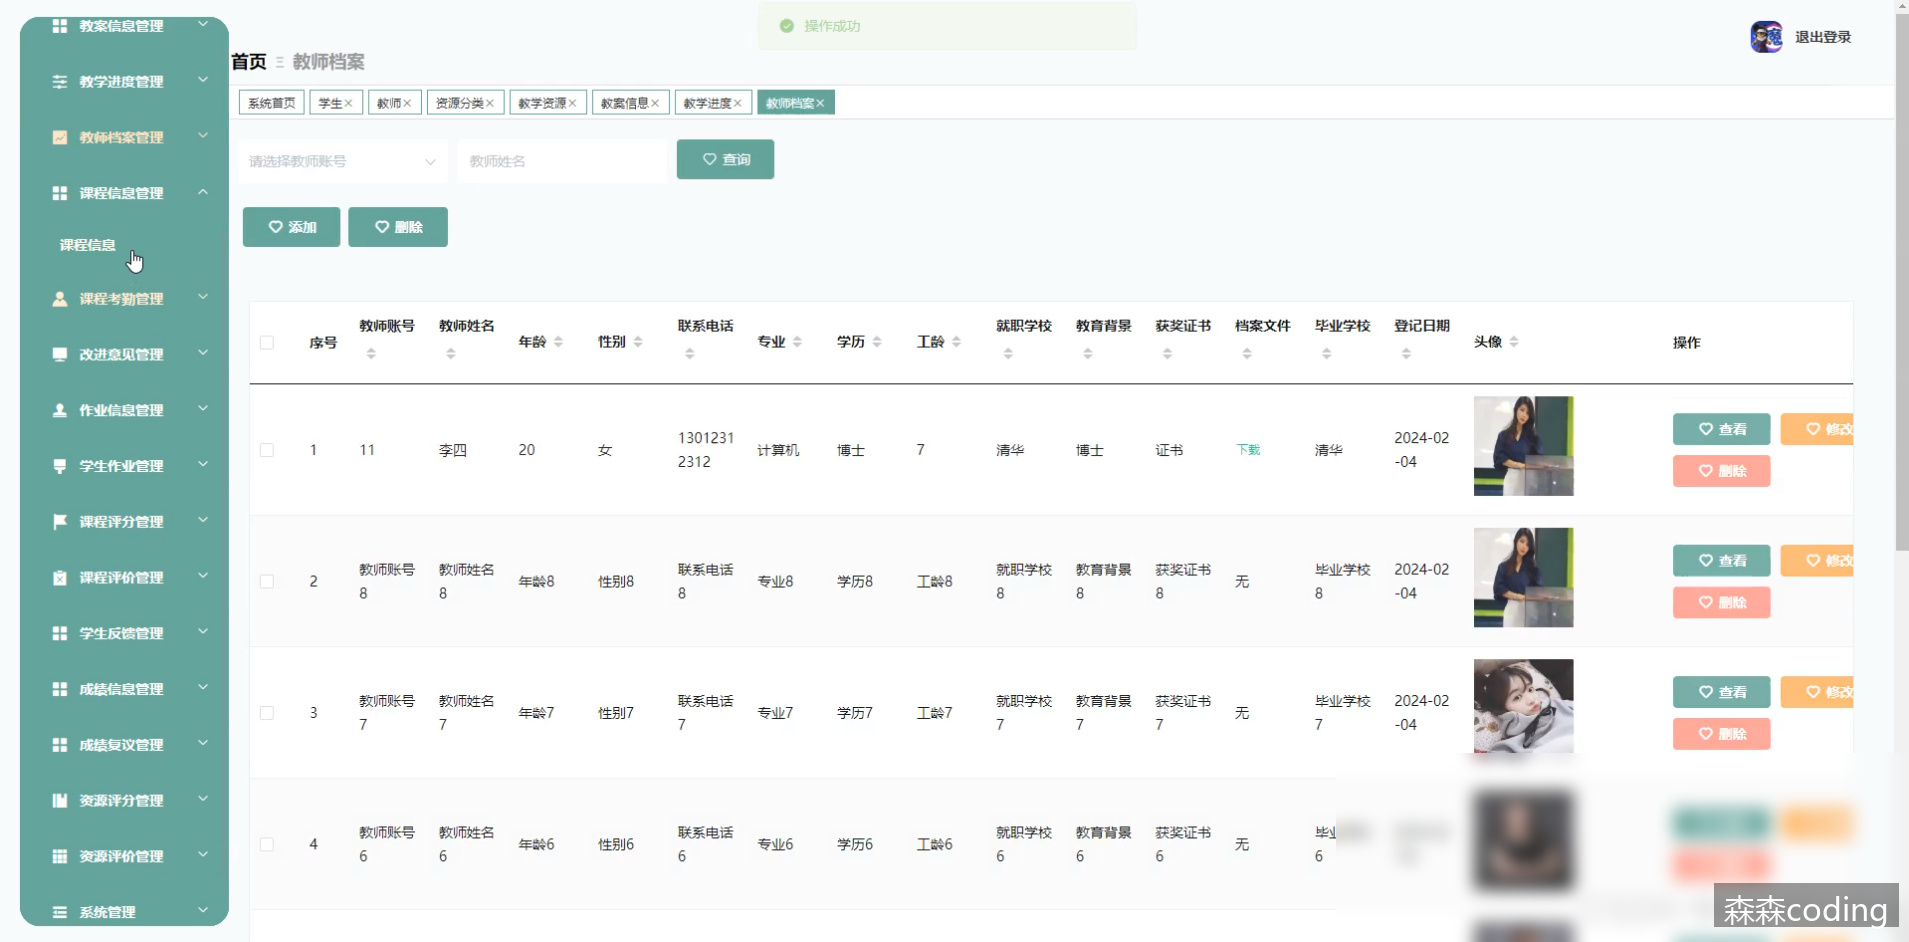 教案信息管理
操作成功
退出登录
首页 Ξ 教师档案
教学进度管理
系统首页 学生× 教师× 资源分类× 教学资源× 教案信息× 教学进度× 教师档案×
教师档案管理
请选择教师账号 教师姓名 查询
课程信息管理
添加 删除
课程信息
课程考勤管理
改进意见管理
作业信息管理
学生作业管理
课程评分管理
课程评价管理
学生反馈管理
成绩信息管理
成绩复议管理
资源评分管理
资源评价管理
系统管理
序号 教师账号 教师姓名 年龄 性别 联系电话 专业 学历 工龄 就职学校 教育背景 获奖证书 档案文件 毕业学校 登记日期 头像 操作
1 11 李四 20 女 1301231 计算机 博士 7 清华 博士 证书 下载 清华 2024-02 查看 修改
2312 -04 删除
2 教师账号 教师姓名 年龄8 性别8 联系电话 专业8 学历8 工龄8 就职学校 教育背景 获奖证书 无 毕业学校 2024-02 查看 修改
8 8 8 8 8 8 8 -04 删除
3 教师账号 教师姓名 年龄7 性别7 联系电话 专业7 学历7 工龄7 就职学校 教育背景 获奖证书 无 毕业学校 2024-02 查看 修改
7 7 7 7 7 7 7 -04 删除
4 教师账号 教师姓名 年龄6 性别6 联系电话 专业6 学历6 工龄6 就职学校 教育背景 获奖证书 无 毕业
6 6 6 6 6 6 6
森森coding